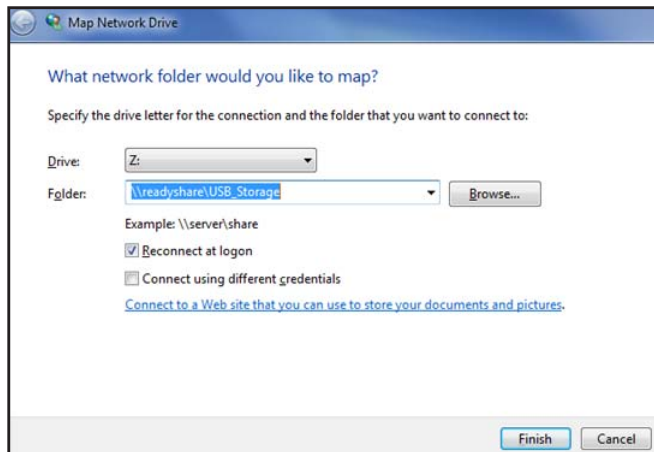 Map Network Drive
What network folder would you like to map?
Specify the drive letter for the connection and the folder that you want to connect to:
Drive: Z:
Folder: \\readyshare\USB_Storage Browse...
Example: \\server\share
Reconnect at logon
Connect using different credentials
Connect to a Web site that you can use to store your documents and pictures.
Finish Cancel